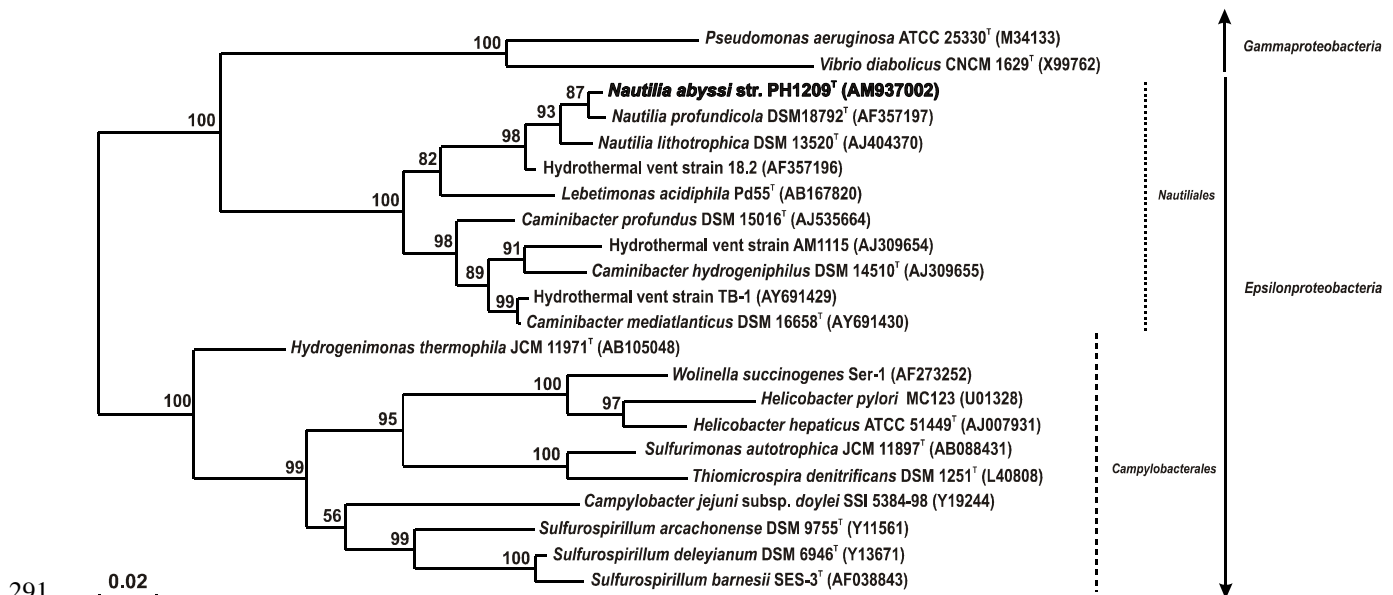 100
Pseudomonas aeruginosa ATCC 25330ᵀ (M34133)
Gammaproteobacteria
Vibrio diabolicus CNCM 1629ᵀ (X99762)
87
Nautilia abyssi str. PH1209ᵀ (AM937002)
93
Nautilia profundicola DSM18792ᵀ (AF357197)
100
98
Nautilia lithotrophica DSM 13520ᵀ (AJ404370)
82
Hydrothermal vent strain 18.2 (AF357196)
100
Lebetimonas acidiphila Pd55ᵀ (AB167820)
Nautiliales
Caminibacter profundus DSM 15016ᵀ (AJ535664)
98
91
Hydrothermal vent strain AM1115 (AJ309654)
89
Caminibacter hydrogeniphilus DSM 14510ᵀ (AJ309655)
Epsilonproteobacteria
99
Hydrothermal vent strain TB-1 (AY691429)
Caminibacter mediatlanticus DSM 16658ᵀ (AY691430)
Hydrogenimonas thermophila JCM 11971ᵀ (AB105048)
100
100
Wolinella succinogenes Ser-1 (AF273252)
97
Helicobacter pylori MC123 (U01328)
95
Helicobacter hepaticus ATCC 51449ᵀ (AJ007931)
99
100
Sulfurimonas autotrophica JCM 11897ᵀ (AB088431)
Campylobacterales
Thiomicrospira denitrificans DSM 1251ᵀ (L40808)
56
Campylobacter jejuni subsp. doylei SSI 5384-98 (Y19244)
99
Sulfurospirillum arcachonense DSM 9755ᵀ (Y11561)
100
Sulfurospirillum deleyianum DSM 6946ᵀ (Y13671)
Sulfurospirillum barnesii SES-3ᵀ (AF038843)
291
0.02